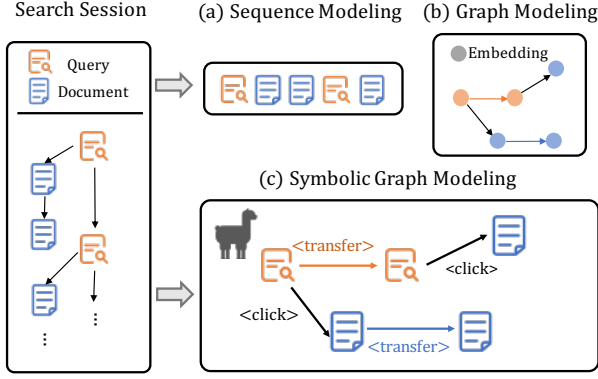 Search Session
Query
Document
⋮
...
(a) Sequence Modeling
(b) Graph Modeling
Embedding
(c) Symbolic Graph Modeling
<transfer>
<click>
<click>
<transfer>